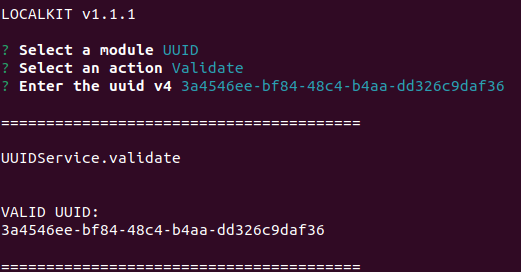 LOCALKIT v1.1.1
? Select a module UUID
? Select an action Validate
? Enter the uuid v4 3a4546ee-bf84-48c4-b4aa-dd326c9daf36
========================================
UUIDService.validate
VALID UUID:
3a4546ee-bf84-48c4-b4aa-dd326c9daf36
========================================